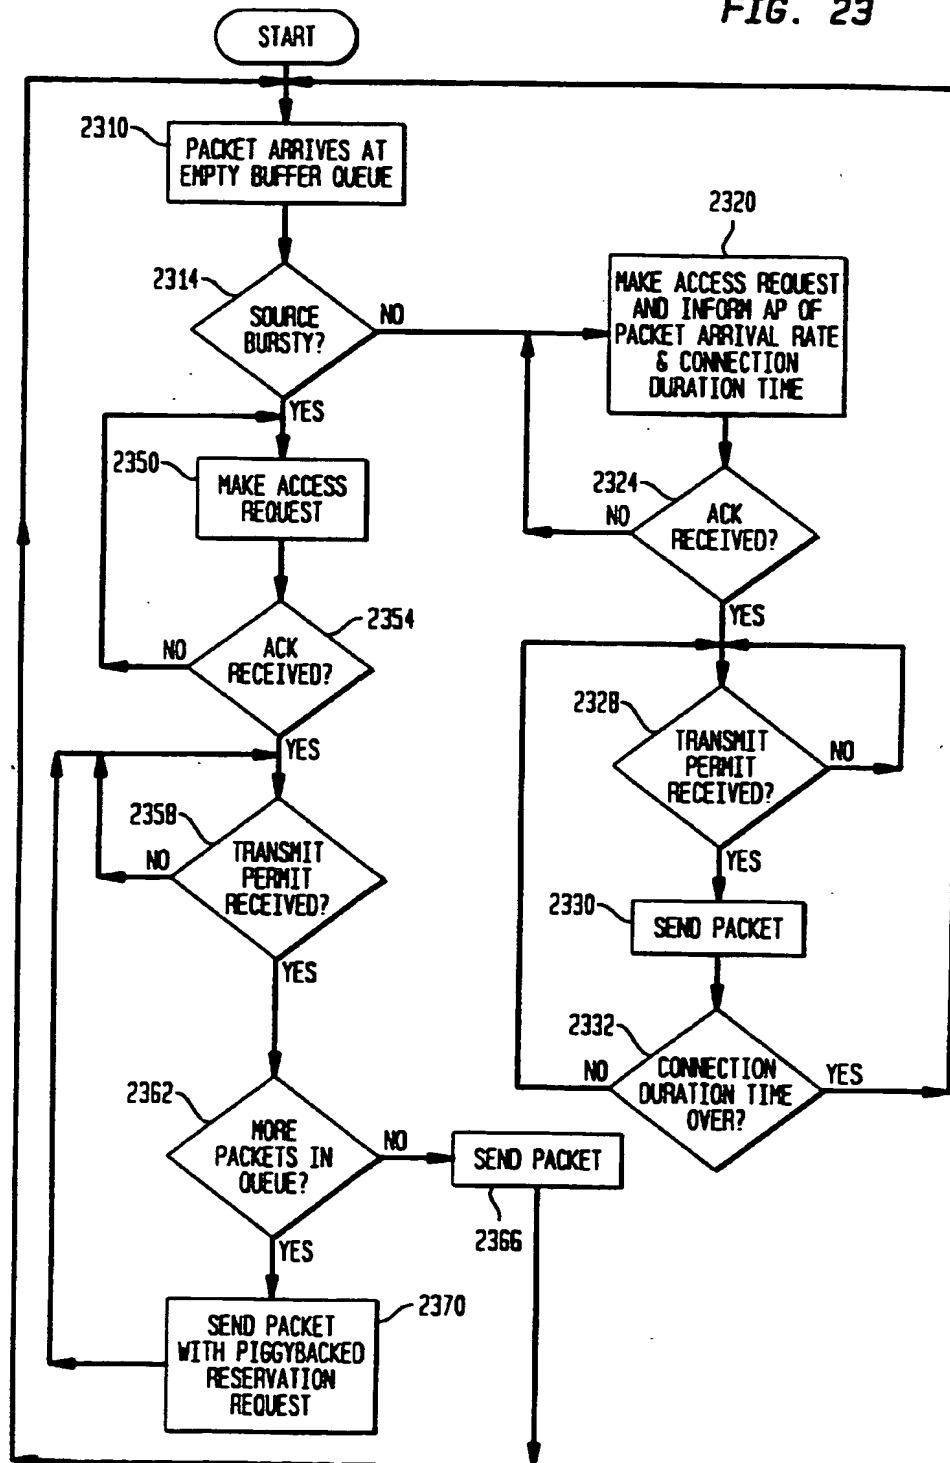 FIG. 23
START
2310
PACKET ARRIVES AT
EMPTY BUFFER QUEUE
2314
SOURCE
BURSTY?
NO
YES
2320
MAKE ACCESS REQUEST
AND INFORM AP OF
PACKET ARRIVAL RATE
& CONNECTION
DURATION TIME
2324
ACK
RECEIVED?
NO
YES
2350
MAKE ACCESS
REQUEST
2354
ACK
RECEIVED?
NO
YES
2328
TRANSMIT
PERMIT
RECEIVED?
NO
YES
2330
SEND PACKET
2332
CONNECTION
DURATION TIME
OVER?
NO
YES
2358
TRANSMIT
PERMIT
RECEIVED?
NO
YES
2362
MORE
PACKETS IN
QUEUE?
NO
YES
SEND PACKET
2366
2370
SEND PACKET
WITH PIGGYBACKED
RESERVATION
REQUEST